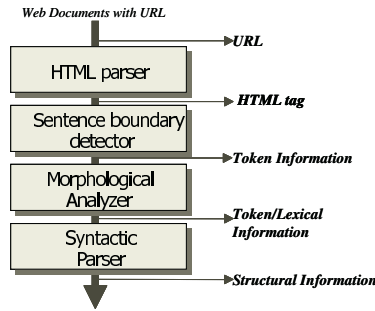 Web Documents with URL
URL
HTML parser
HTML tag
Sentence boundary
detector
Token Information
Morphological
Analyzer
Token/Lexical
Information
Syntactic
Parser
Structural Information